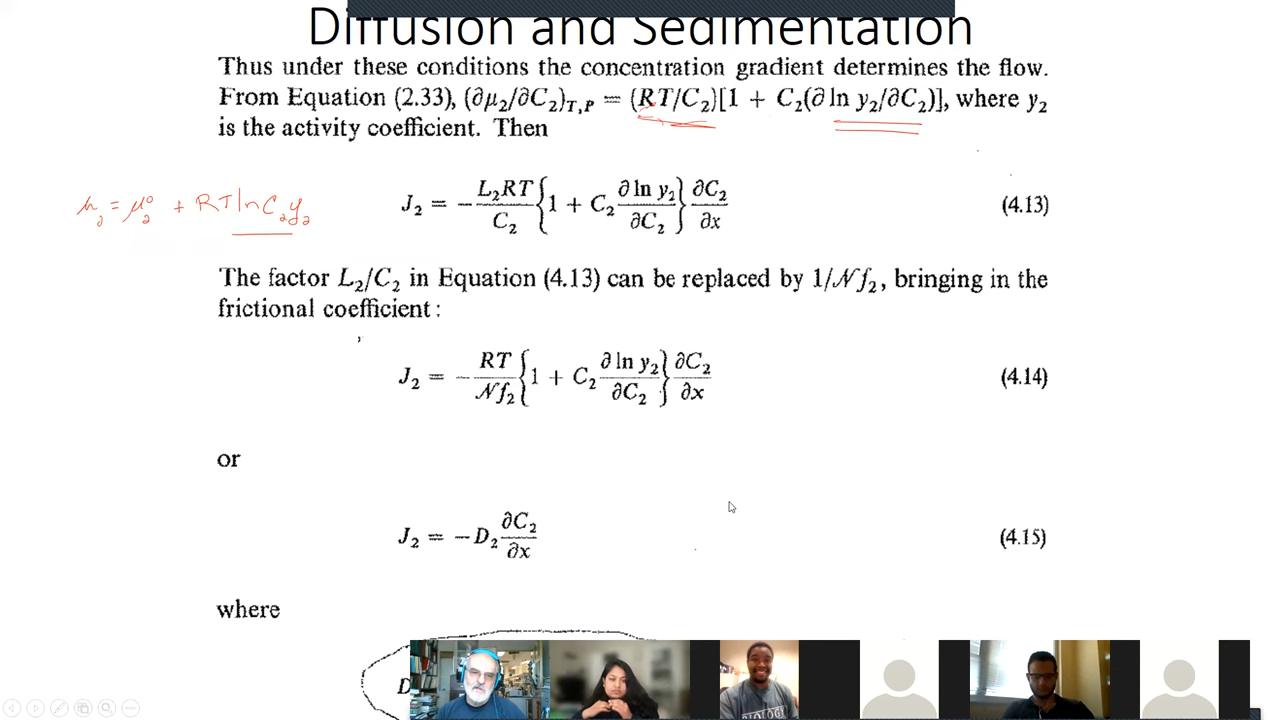 Diffusion and Sedimentation
Thus under these conditions the concentration gradient determines the flow.
From Equation (2.33), (∂μ₂/∂C₂)T,P = (RT/C₂)[1 + C₂(∂ ln y₂/∂C₂)], where y₂
is the activity coefficient. Then
μ₂ = μ₂⁰ + RT ln C₂y₂
J₂ = −(L₂RT/C₂){1 + C₂ ∂ ln y₂/∂C₂} ∂C₂/∂x (4.13)
The factor L₂/C₂ in Equation (4.13) can be replaced by 1/𝒩f₂, bringing in the
frictional coefficient:
J₂ = −(RT/𝒩f₂){1 + C₂ ∂ ln y₂/∂C₂} ∂C₂/∂x (4.14)
or
J₂ = −D₂ ∂C₂/∂x (4.15)
where
BIOLOGY